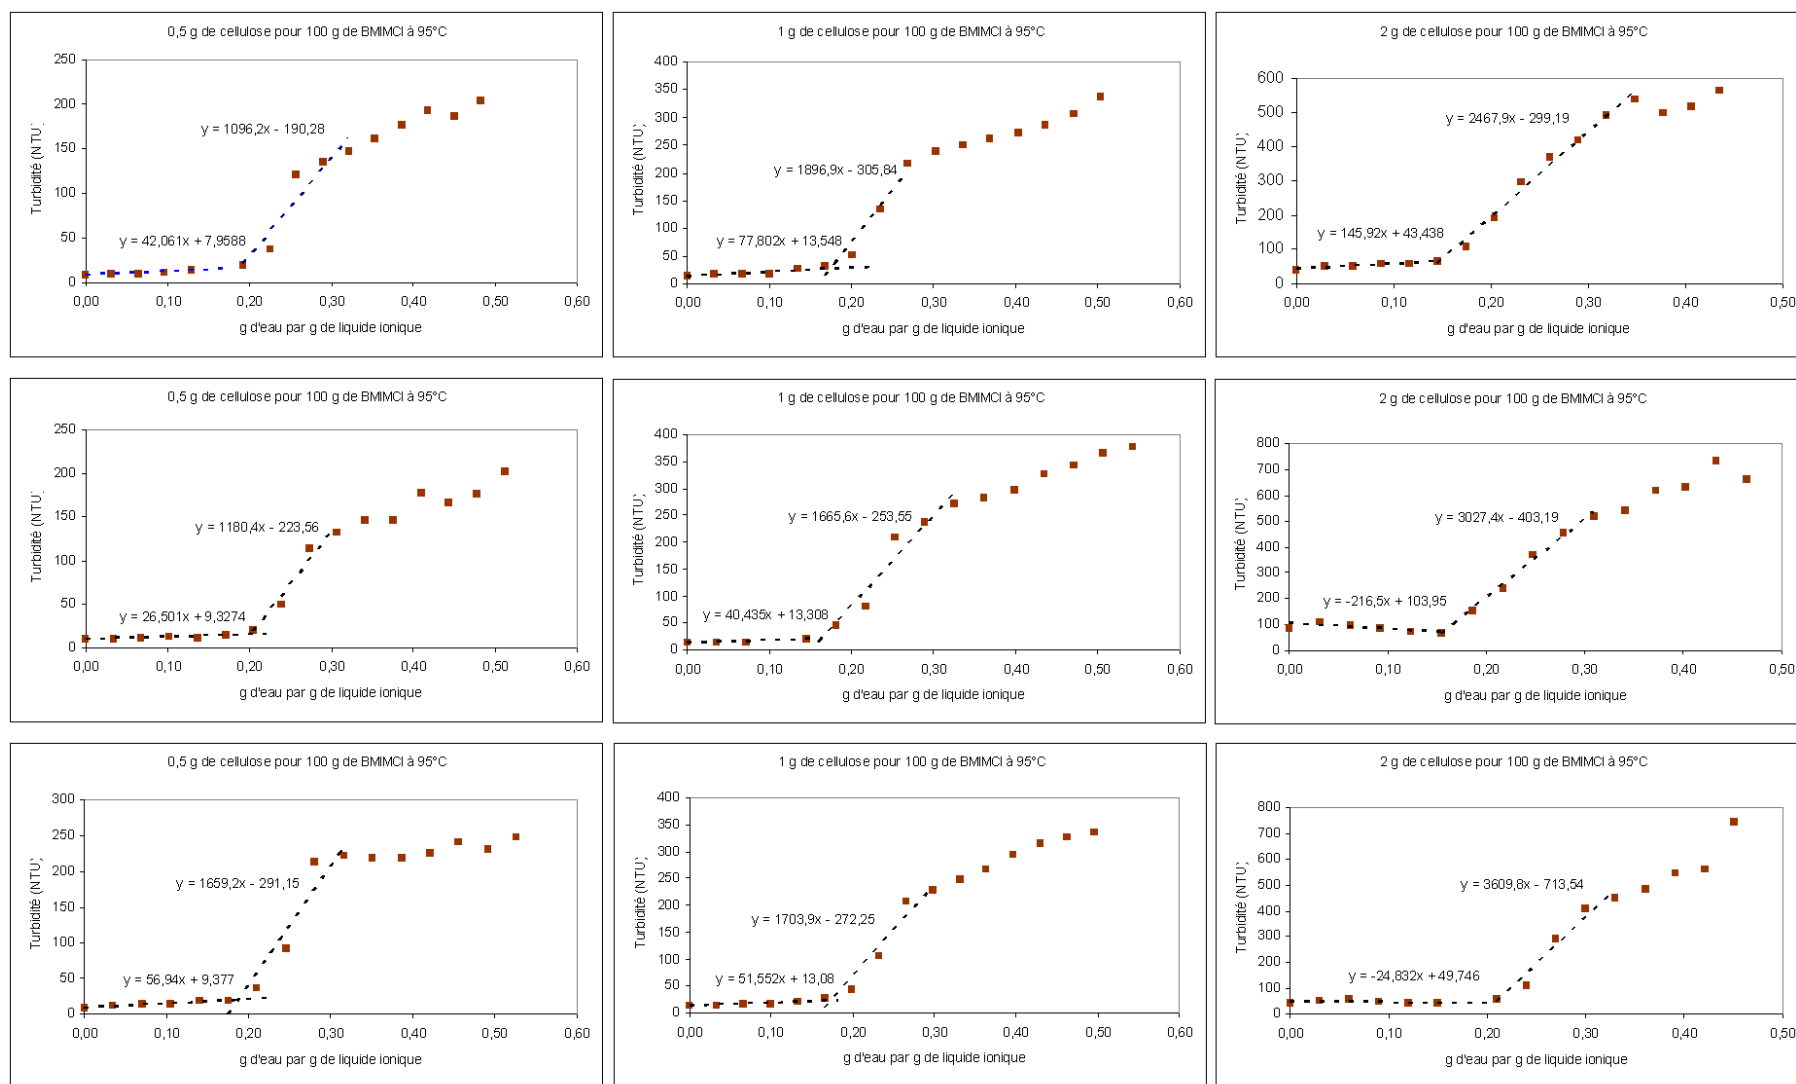 0,5 g de cellulose pour 100 g de BMIMCl à 95°C
250
200
150
100
50
0
Turbidité (NTU)
y = 1096,2x - 190,28
y = 42,061x + 7,9588
0,00 0,10 0,20 0,30 0,40 0,50 0,60
g d'eau par g de liquide ionique
1 g de cellulose pour 100 g de BMIMCl à 95°C
400
350
300
250
200
150
100
50
0
Turbidité (NTU)
y = 1896,9x - 305,84
y = 77,802x + 13,548
0,00 0,10 0,20 0,30 0,40 0,50 0,60
g d'eau par g de liquide ionique
2 g de cellulose pour 100 g de BMIMCl à 95°C
600
500
400
300
200
100
0
Turbidité (NTU)
y = 2467,9x - 299,19
y = 145,92x + 43,438
0,00 0,10 0,20 0,30 0,40 0,50
g d'eau par g de liquide ionique
0,5 g de cellulose pour 100 g de BMIMCl à 95°C
250
200
150
100
50
0
Turbidité (NTU)
y = 1180,4x - 223,56
y = 26,501x + 9,3274
0,00 0,10 0,20 0,30 0,40 0,50 0,60
g d'eau par g de liquide ionique
1 g de cellulose pour 100 g de BMIMCl à 95°C
400
350
300
250
200
150
100
50
0
Turbidité (NTU)
y = 1665,6x - 253,55
y = 40,435x + 13,308
0,00 0,10 0,20 0,30 0,40 0,50 0,60
g d'eau par g de liquide ionique
2 g de cellulose pour 100 g de BMIMCl à 95°C
800
700
600
500
400
300
200
100
0
Turbidité (NTU)
y = 3027,4x - 403,19
y = -216,5x + 103,95
0,00 0,10 0,20 0,30 0,40 0,50
g d'eau par g de liquide ionique
0,5 g de cellulose pour 100 g de BMIMCl à 95°C
300
250
200
150
100
50
0
Turbidité (NTU)
y = 1659,2x - 291,15
y = 56,94x + 9,377
0,00 0,10 0,20 0,30 0,40 0,50 0,60
g d'eau par g de liquide ionique
1 g de cellulose pour 100 g de BMIMCl à 95°C
400
350
300
250
200
150
100
50
0
Turbidité (NTU)
y = 1703,9x - 272,25
y = 51,552x + 13,08
0,00 0,10 0,20 0,30 0,40 0,50 0,60
g d'eau par g de liquide ionique
2 g de cellulose pour 100 g de BMIMCl à 95°C
800
700
600
500
400
300
200
100
0
Turbidité (NTU)
y = 3609,8x - 713,54
y = -24,832x + 49,746
0,00 0,10 0,20 0,30 0,40 0,50
g d'eau par g de liquide ionique